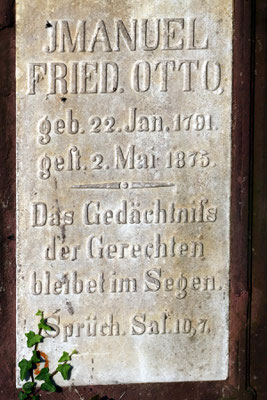 IMANUEL
FRIED. OTTO,
geb. 22. Jan. 1791.
gest. 2. Mai 1875.
Das Gedächtniſs
der Gerechten
bleibet im Segen.
Sprüch. Sal. 10,7.